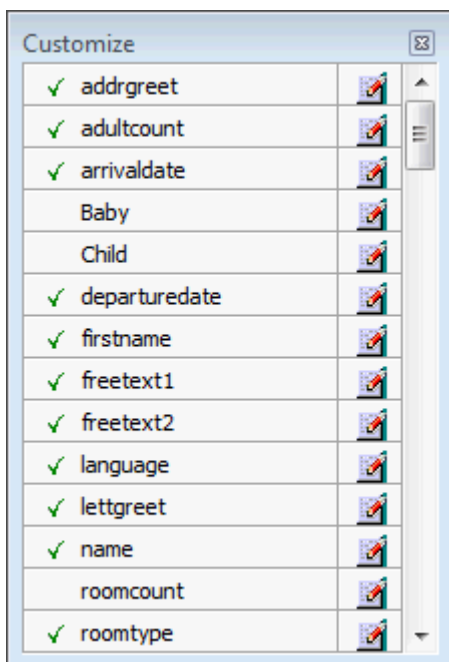 Customize
addrgreet
adultcount
arrivaldate
Baby
Child
departuredate
firstname
freetext1
freetext2
language
lettgreet
name
roomcount
roomtype